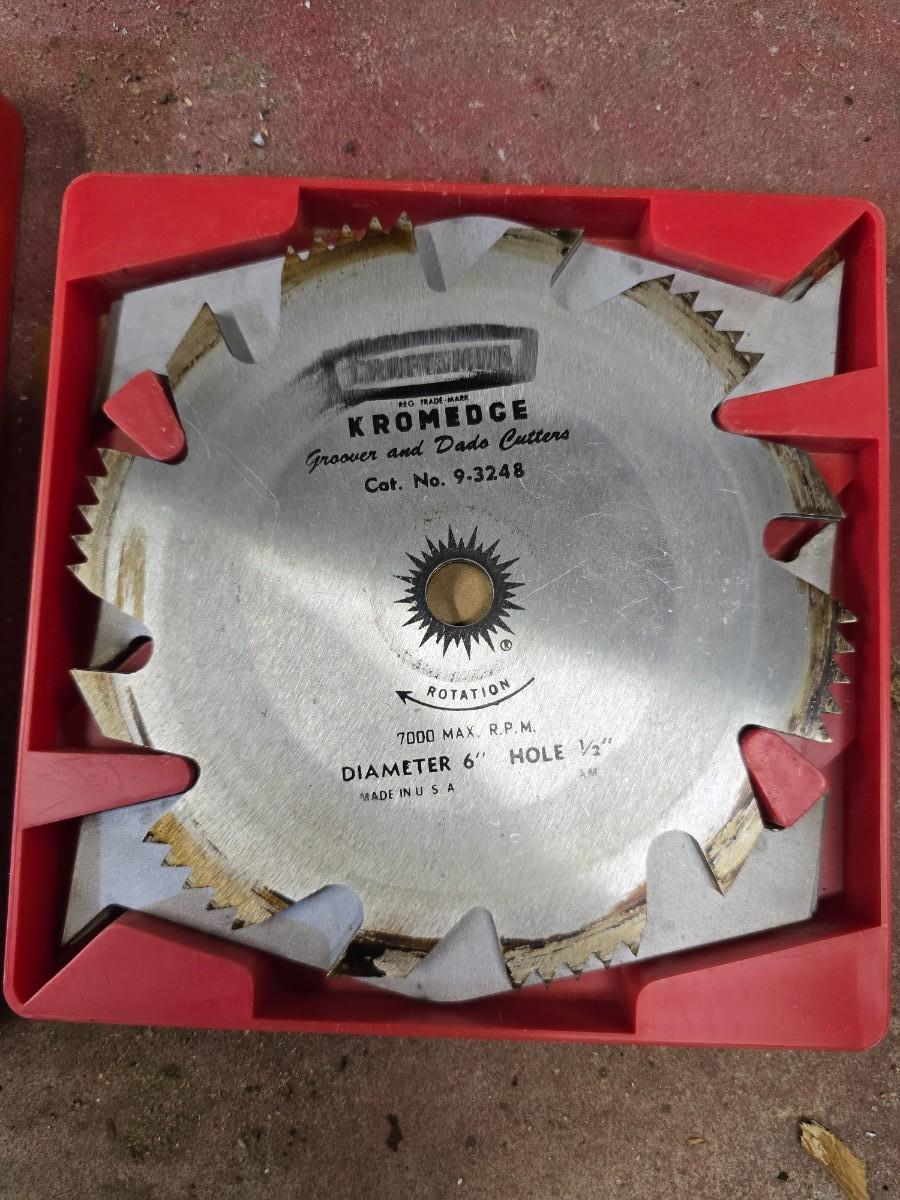 REG. TRADE-MARK
KROMEDGE
Groover and Dado Cutters
Cat. No. 9-3248
®
ROTATION
7000 MAX. R.P.M.
DIAMETER 6" HOLE 1/2"
MADE IN U S A